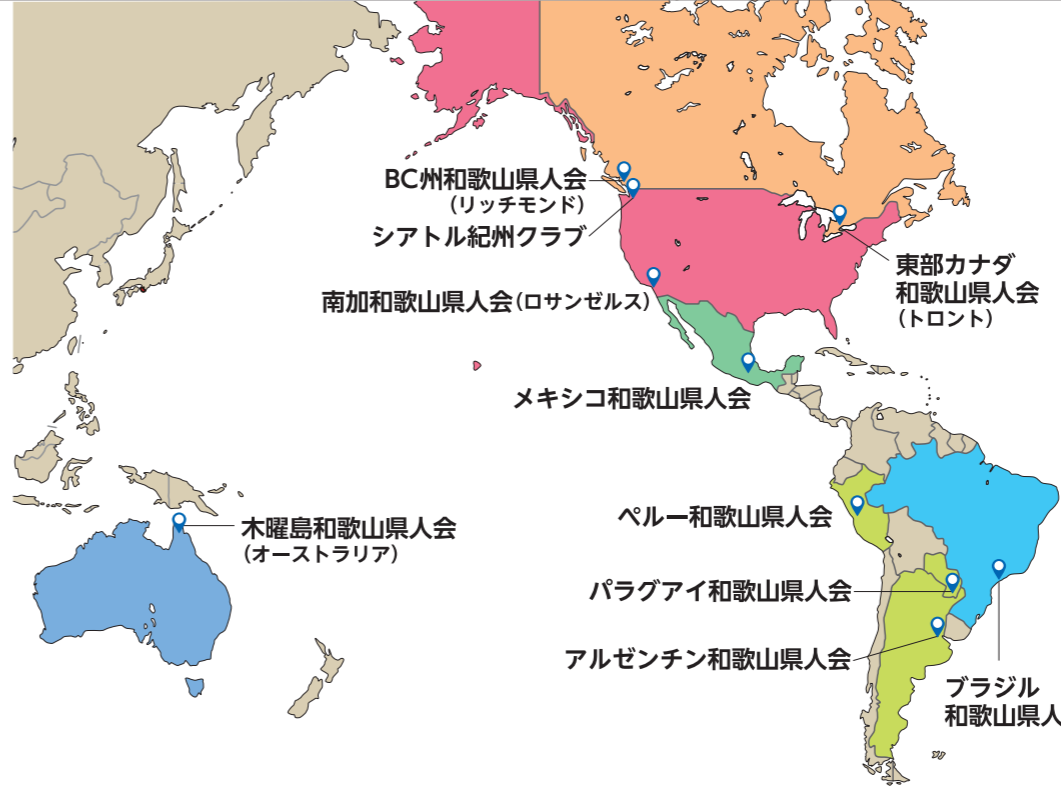 BC州和歌山県人会
（リッチモンド）
シアトル紀州クラブ
南加和歌山県人会（ロサンゼルス）
東部カナダ
和歌山県人会
（トロント）
メキシコ和歌山県人会
木曜島和歌山県人会
（オーストラリア）
ペルー和歌山県人会
パラグアイ和歌山県人会
アルゼンチン和歌山県人会
ブラジル
和歌山県人